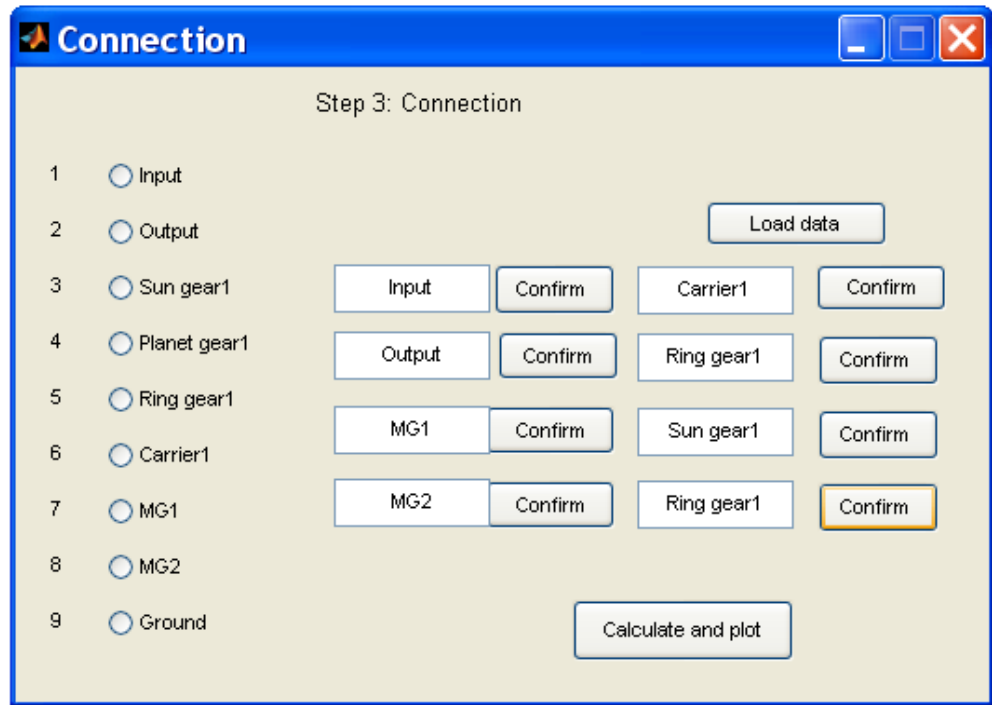 Connection
Step 3: Connection
1 Input
2 Output
Load data
3 Sun gear1 Input Confirm Carrier1 Confirm
4 Planet gear1 Output Confirm Ring gear1 Confirm
5 Ring gear1
MG1 Confirm Sun gear1 Confirm
6 Carrier1
7 MG1 MG2 Confirm Ring gear1 Confirm
8 MG2
9 Ground
Calculate and plot